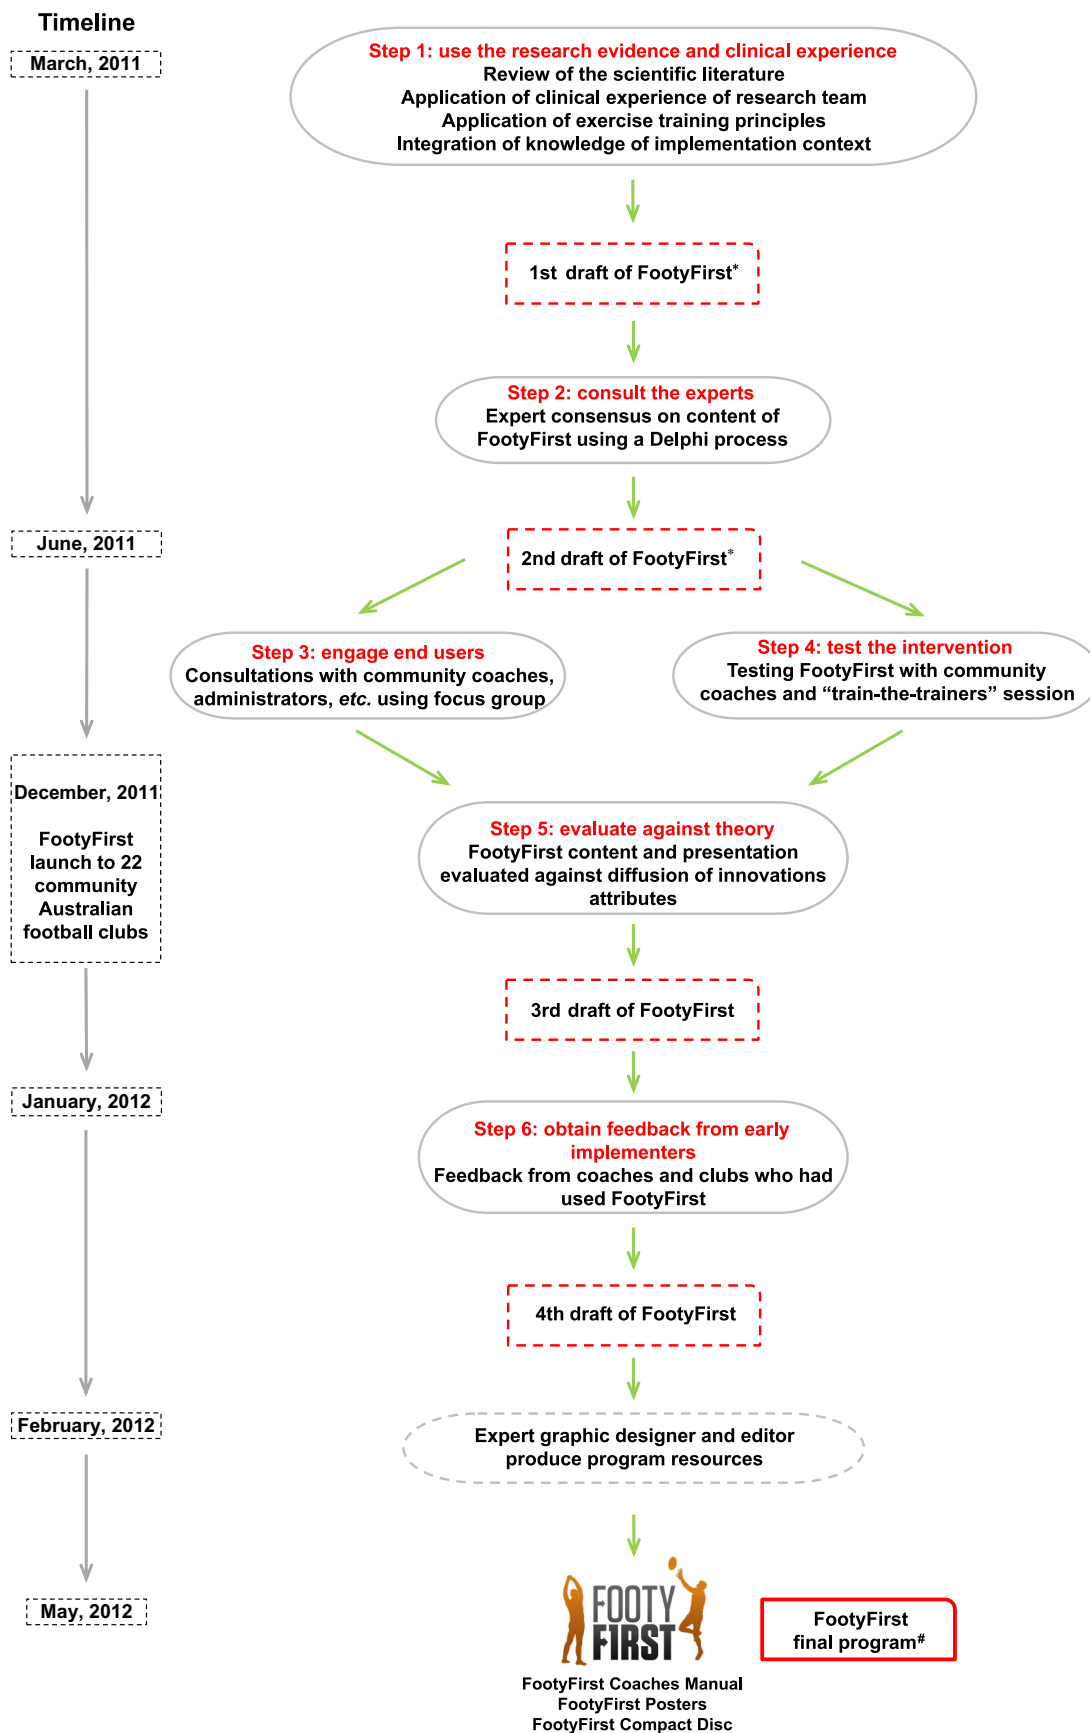 Timeline
March, 2011
Step 1: use the research evidence and clinical experience
Review of the scientific literature
Application of clinical experience of research team
Application of exercise training principles
Integration of knowledge of implementation context
1st draft of FootyFirst*
Step 2: consult the experts
Expert consensus on content of
FootyFirst using a Delphi process
June, 2011
2nd draft of FootyFirst*
Step 3: engage end users
Consultations with community coaches,
administrators, etc. using focus group
Step 4: test the intervention
Testing FootyFirst with community
coaches and “train-the-trainers” session
December, 2011
FootyFirst
launch to 22
community
Australian
football clubs
Step 5: evaluate against theory
FootyFirst content and presentation
evaluated against diffusion of innovations
attributes
3rd draft of FootyFirst
January, 2012
Step 6: obtain feedback from early
implementers
Feedback from coaches and clubs who had
used FootyFirst
4th draft of FootyFirst
February, 2012
Expert graphic designer and editor
produce program resources
May, 2012
FOOTY
FIRST
FootyFirst
final program#
FootyFirst Coaches Manual
FootyFirst Posters
FootyFirst Compact Disc